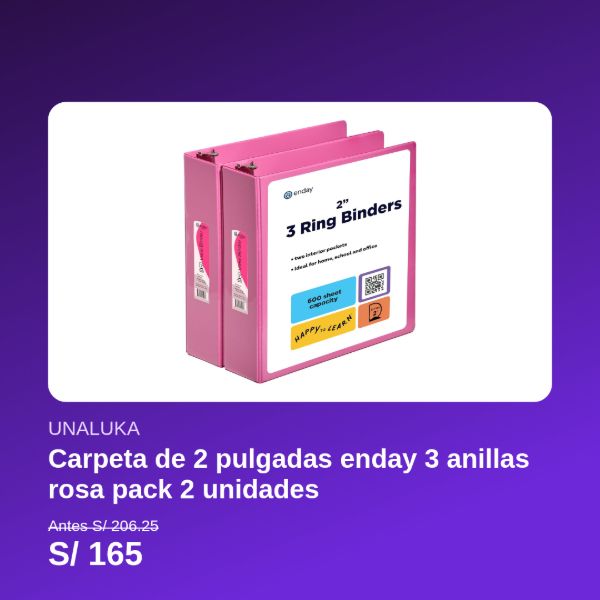 enday
2”
3 Ring Binders
• two interior pockets
• Ideal for home, school and office
600 sheet
capacity
HAPPY TO LEARN
2
UNALUKA
Carpeta de 2 pulgadas enday 3 anillas
rosa pack 2 unidades
Antes S/ 206.25
S/ 165